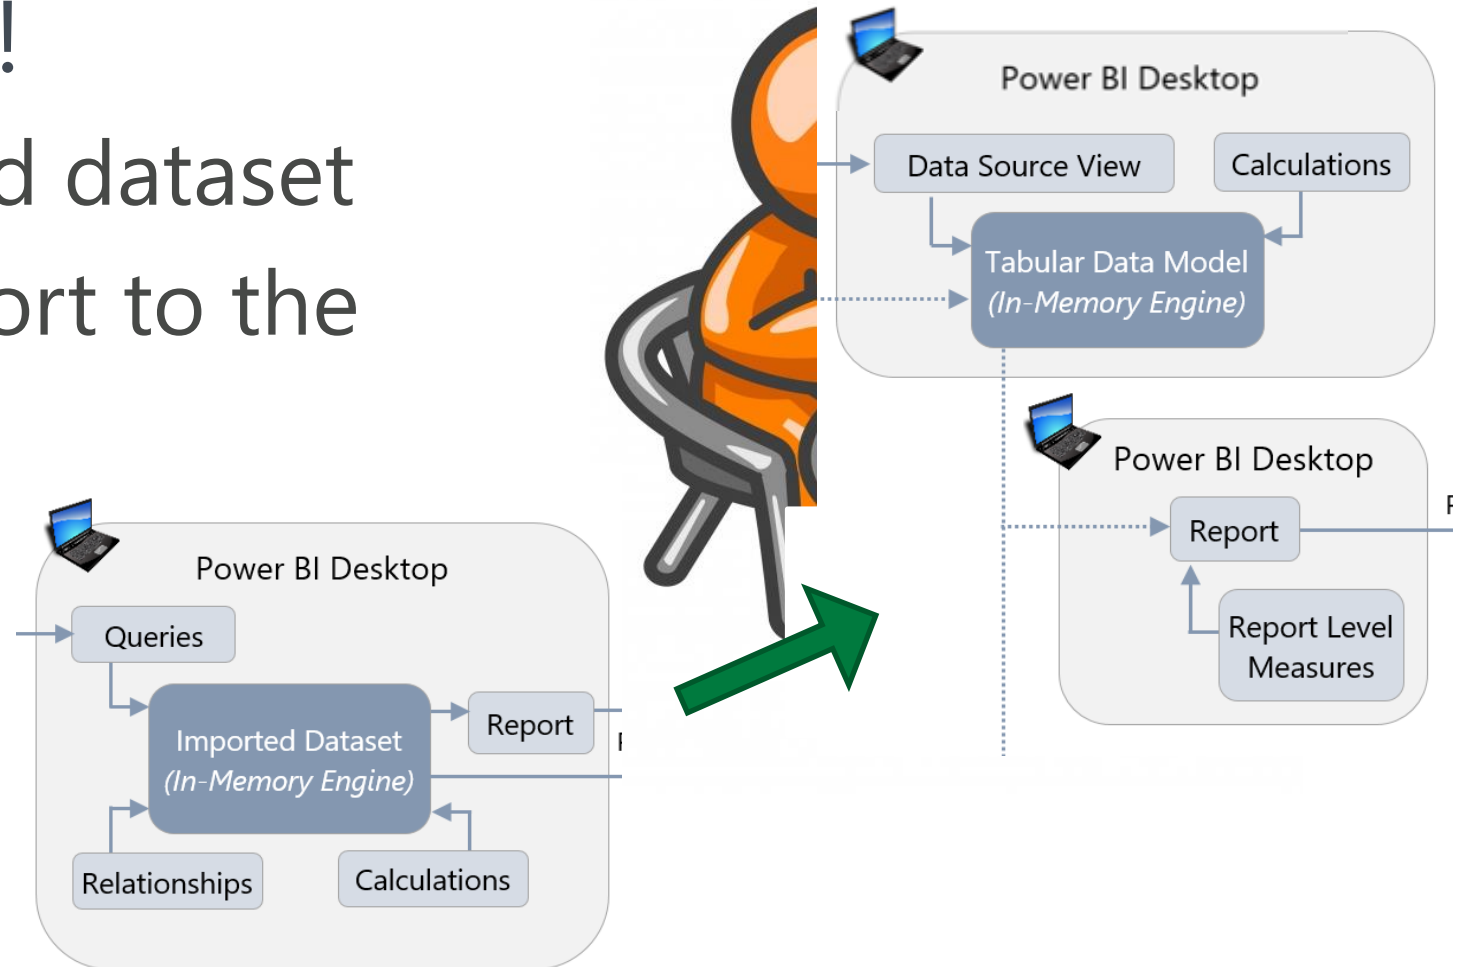 !
d dataset
ort to the
Power BI Desktop
Data Source View
Calculations
Tabular Data Model
(In-Memory Engine)
Power BI Desktop
Report
Report Level
Measures
Power BI Desktop
Queries
Imported Dataset
(In-Memory Engine)
Report
Relationships
Calculations